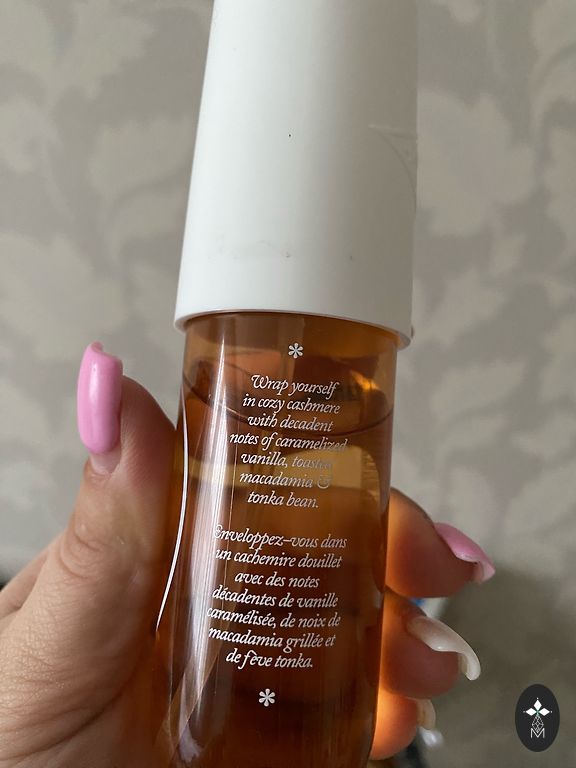 Wrap yourself
in cozy cashmere
with decadent
notes of caramelized
vanilla, toasted
macadamia &
tonka bean.
Enveloppez-vous dans
un cachemire douillet
avec des notes
décadentes de vanille
caramélisée, de noix de
macadamia grillée et
de fève tonka.
M